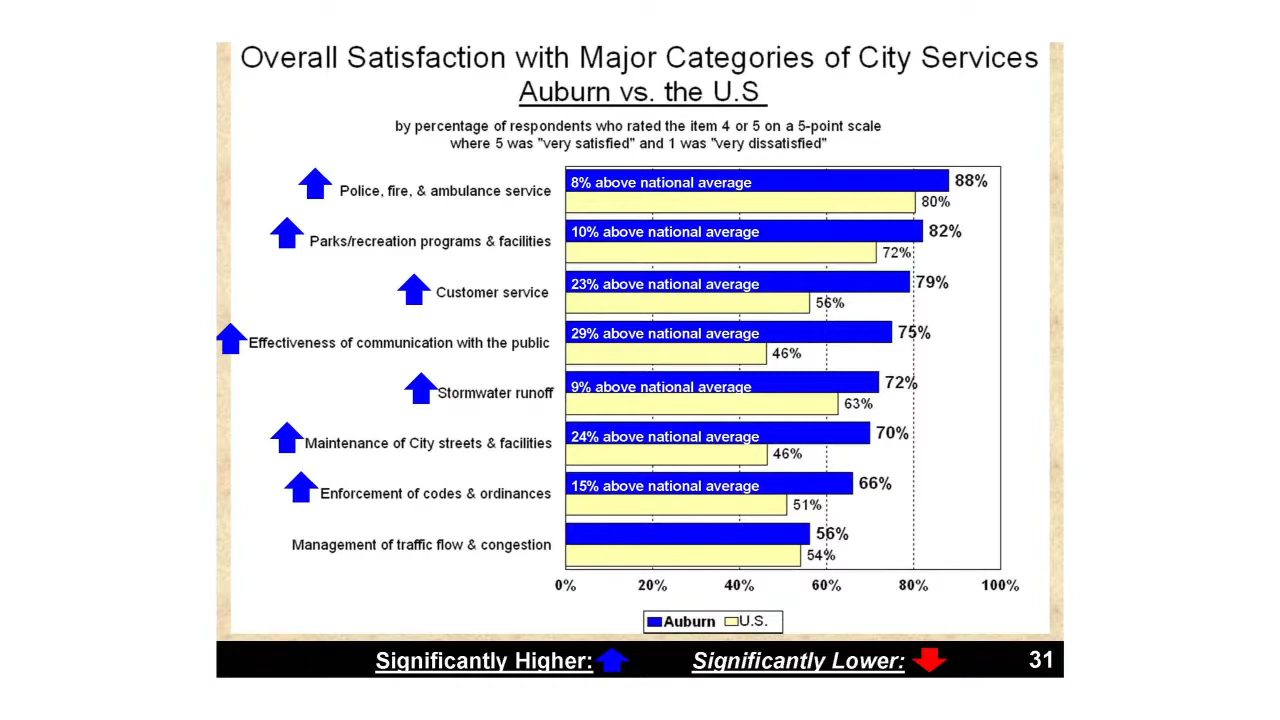 Overall Satisfaction with Major Categories of City Services
Auburn vs. the U.S
by percentage of respondents who rated the item 4 or 5 on a 5-point scale
where 5 was "very satisfied" and 1 was "very dissatisfied"
Police, fire, & ambulance service
8% above national average
88%
80%
Parks/recreation programs & facilities
10% above national average
82%
72%
Customer service
23% above national average
79%
56%
Effectiveness of communication with the public
29% above national average
75%
46%
Stormwater runoff
9% above national average
72%
63%
Maintenance of City streets & facilities
24% above national average
70%
46%
Enforcement of codes & ordinances
15% above national average
66%
51%
Management of traffic flow & congestion
56%
54%
0% 20% 40% 60% 80% 100%
Auburn U.S.
Significantly Higher: Significantly Lower: 31